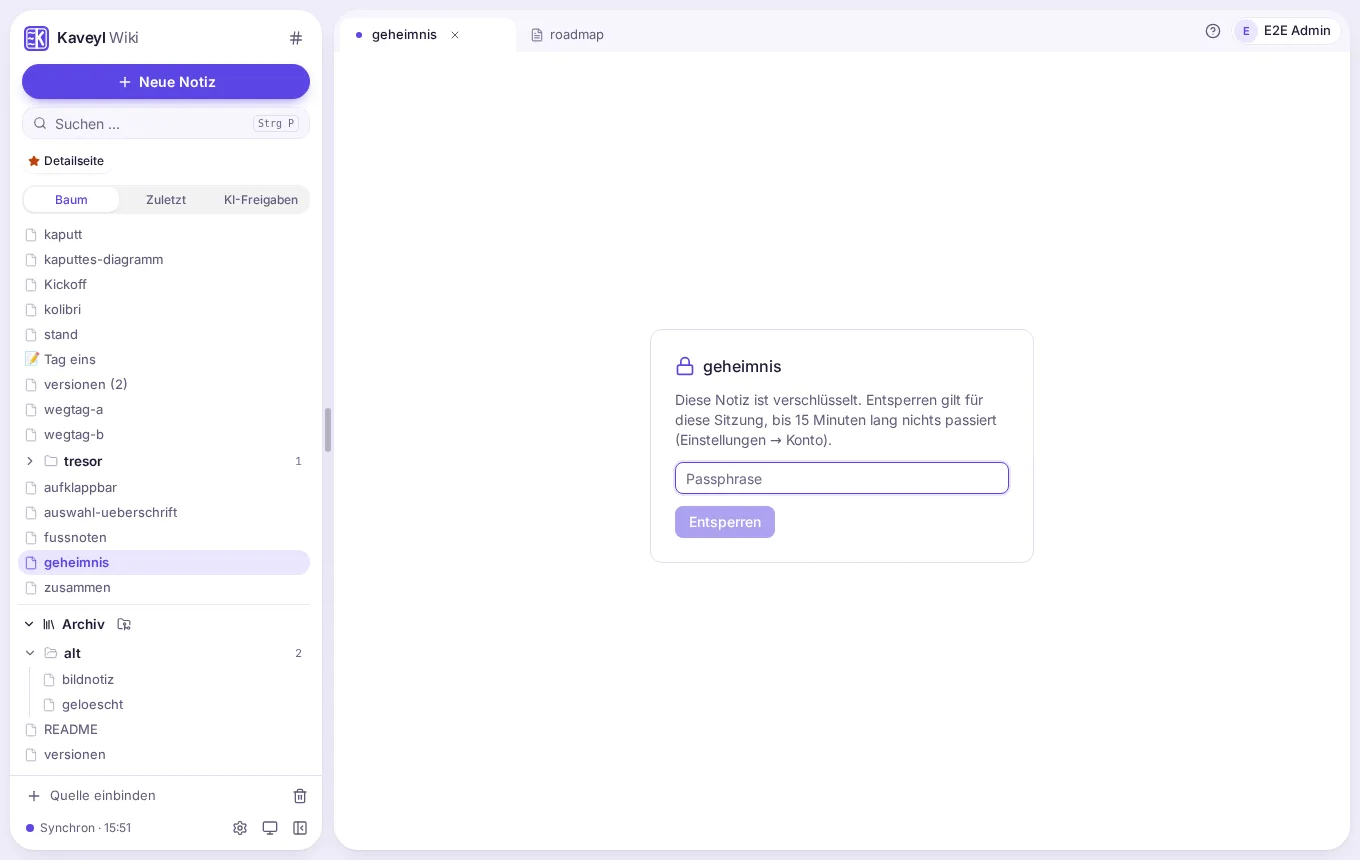 Kaveyl Wiki
Neue Notiz
Suchen ...
Strg P
Detailseite
Baum
Zuletzt
KI-Freigaben
kaputt
kaputtes-diagramm
Kickoff
kolibri
stand
Tag eins
versionen (2)
wegtag-a
wegtag-b
tresor 1
aufklappbar
auswahl-ueberschrift
fussnoten
geheimnis
zusammen
Archiv
alt 2
bildnotiz
geloescht
README
versionen
Quelle einbinden
Synchron · 15:51
geheimnis
roadmap
E E2E Admin
geheimnis
Diese Notiz ist verschlüsselt. Entsperren gilt für
diese Sitzung, bis 15 Minuten lang nichts passiert
(Einstellungen → Konto).
Passphrase
Entsperren